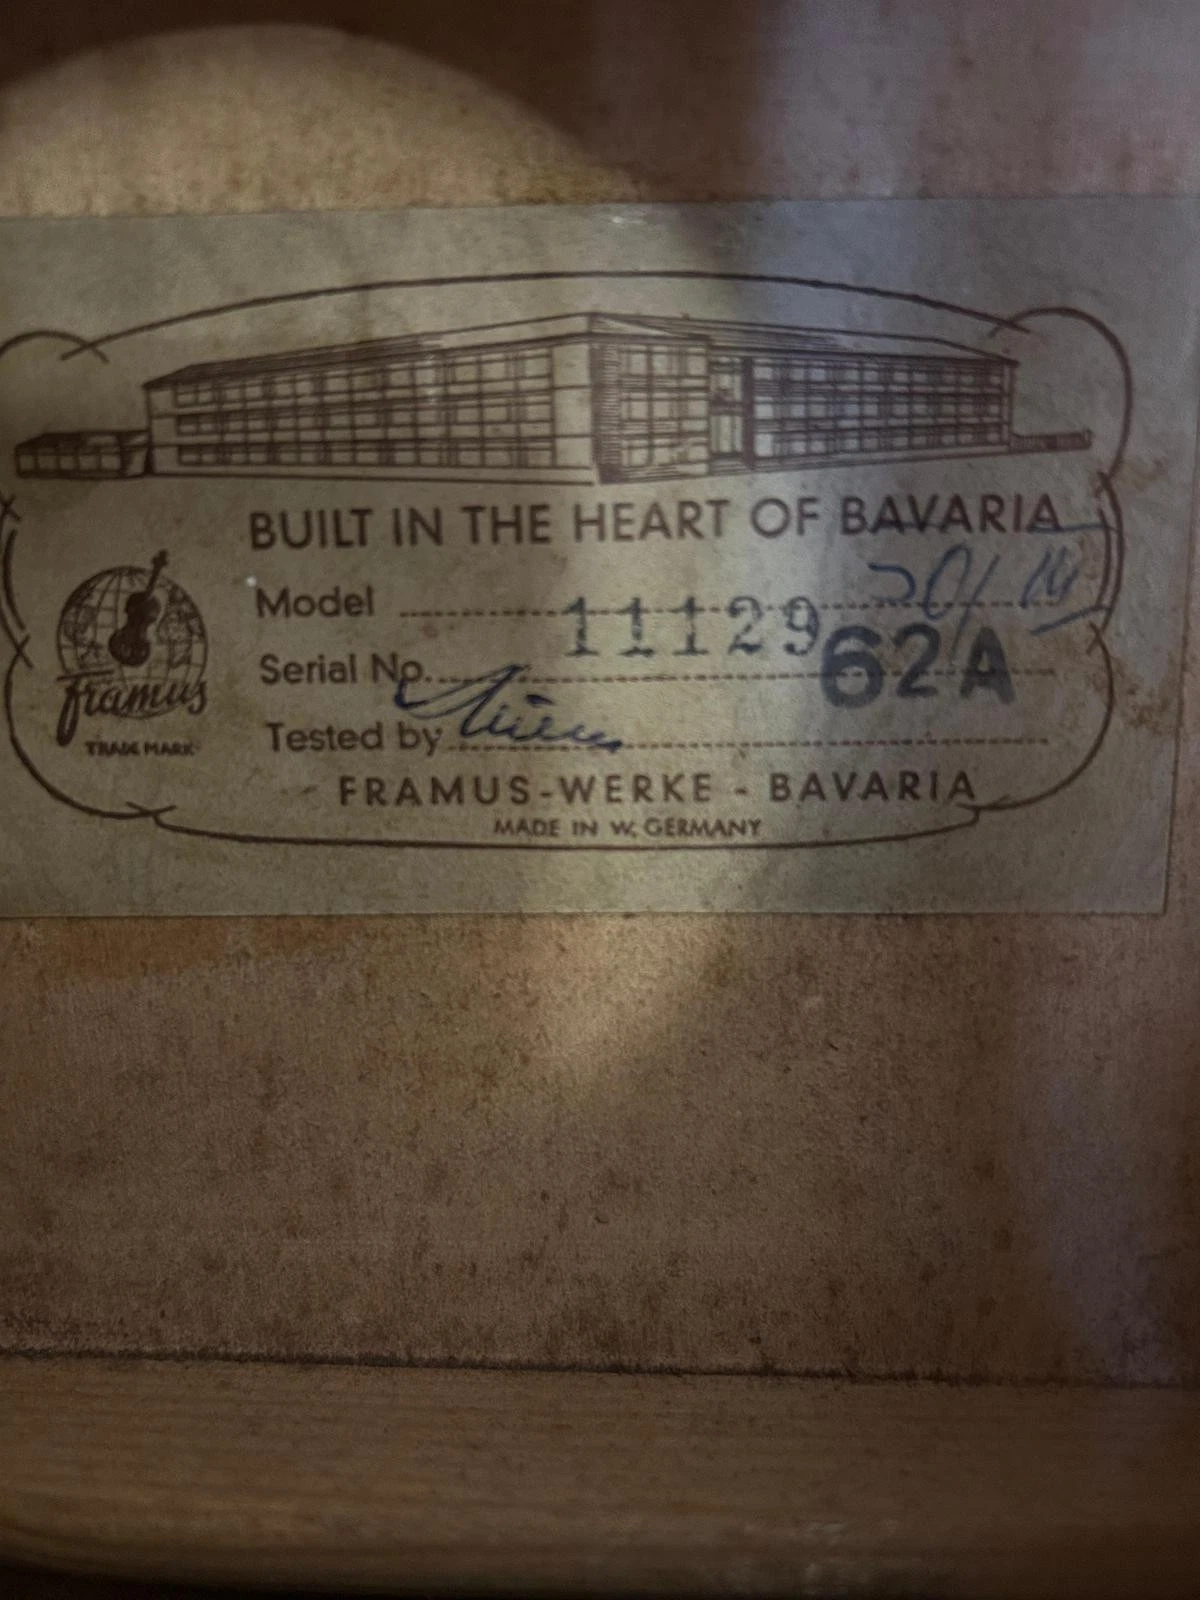 BUILT IN THE HEART OF BAVARIA
Model
11129 62A
Serial No.
Tested by
framus
TRADE MARK
FRAMUS-WERKE - BAVARIA
MADE IN W. GERMANY